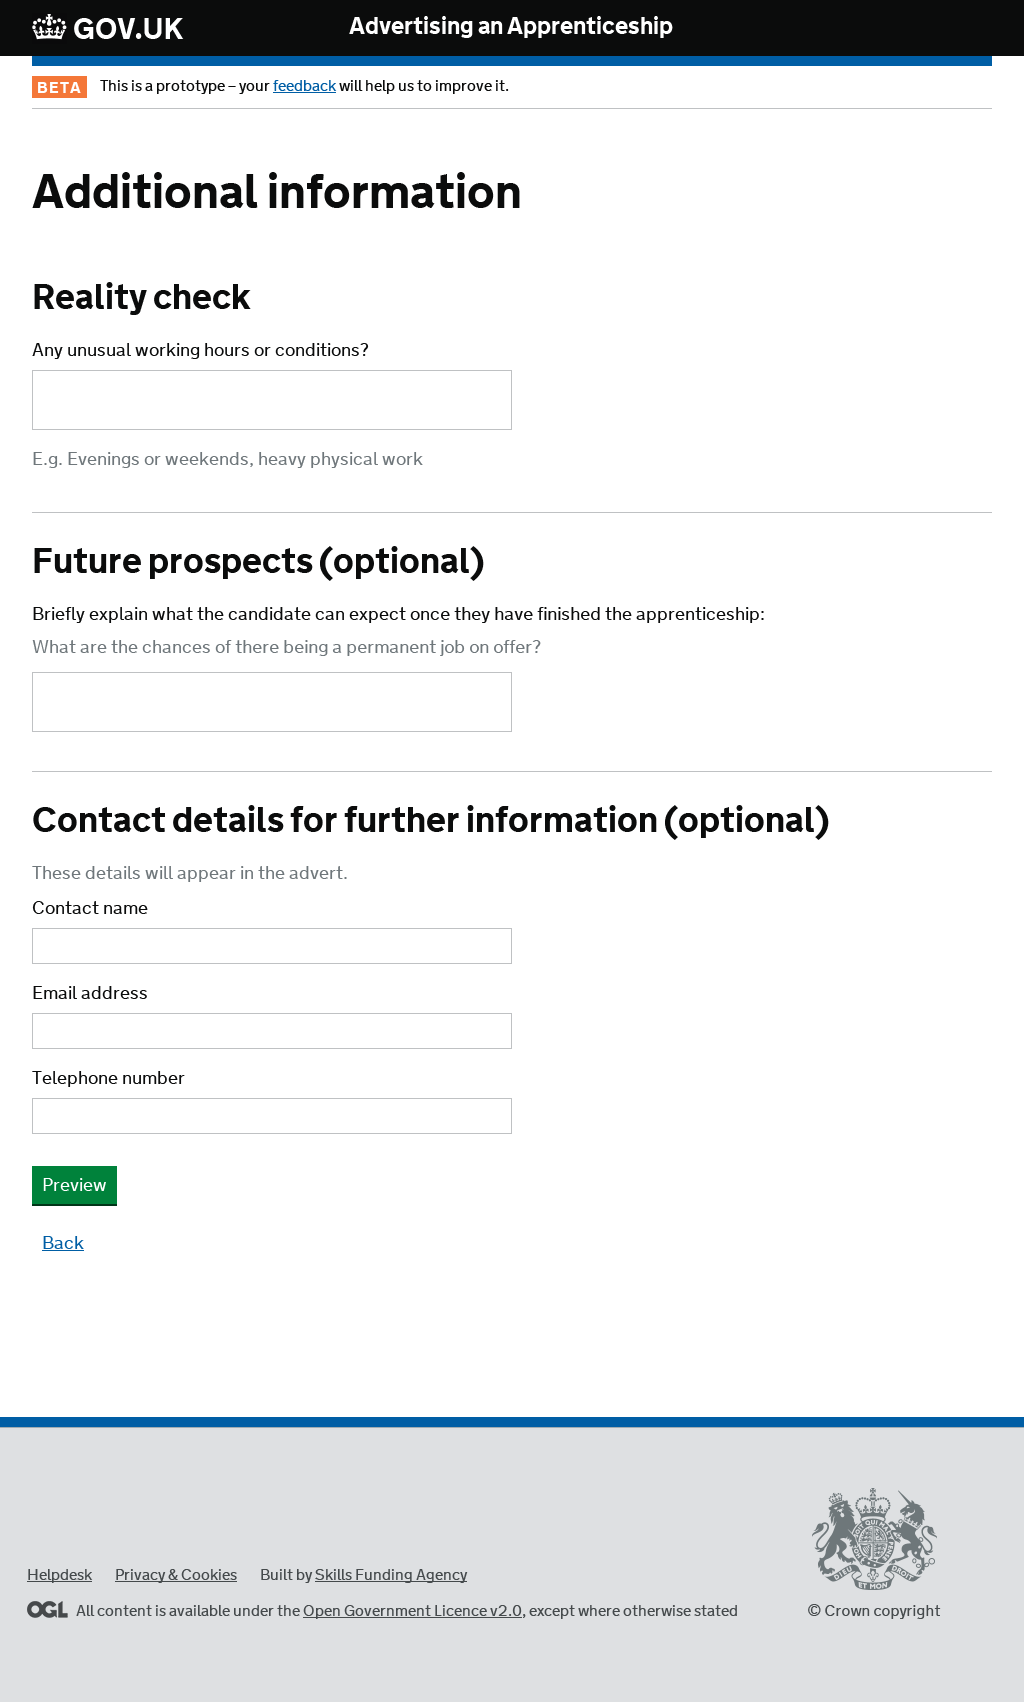 GOV.UK
Advertising an Apprenticeship
BETA
This is a prototype – your feedback will help us to improve it.
Additional information
Reality check
Any unusual working hours or conditions?
E.g. Evenings or weekends, heavy physical work
Future prospects (optional)
Briefly explain what the candidate can expect once they have finished the apprenticeship:
What are the chances of there being a permanent job on offer?
Contact details for further information (optional)
These details will appear in the advert.
Contact name
Email address
Telephone number
Preview
Back
Helpdesk Privacy & Cookies Built by Skills Funding Agency
OGL All content is available under the Open Government Licence v2.0, except where otherwise stated
DIEU ET MON DROIT
© Crown copyright